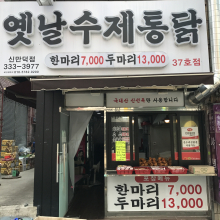 옛날수제통닭
신만덕점
333-3977
한마리 7,000 두마리 13,000
37호점
국내산 신선육만 사용합니다
한마리 7,000
두마리 13,000